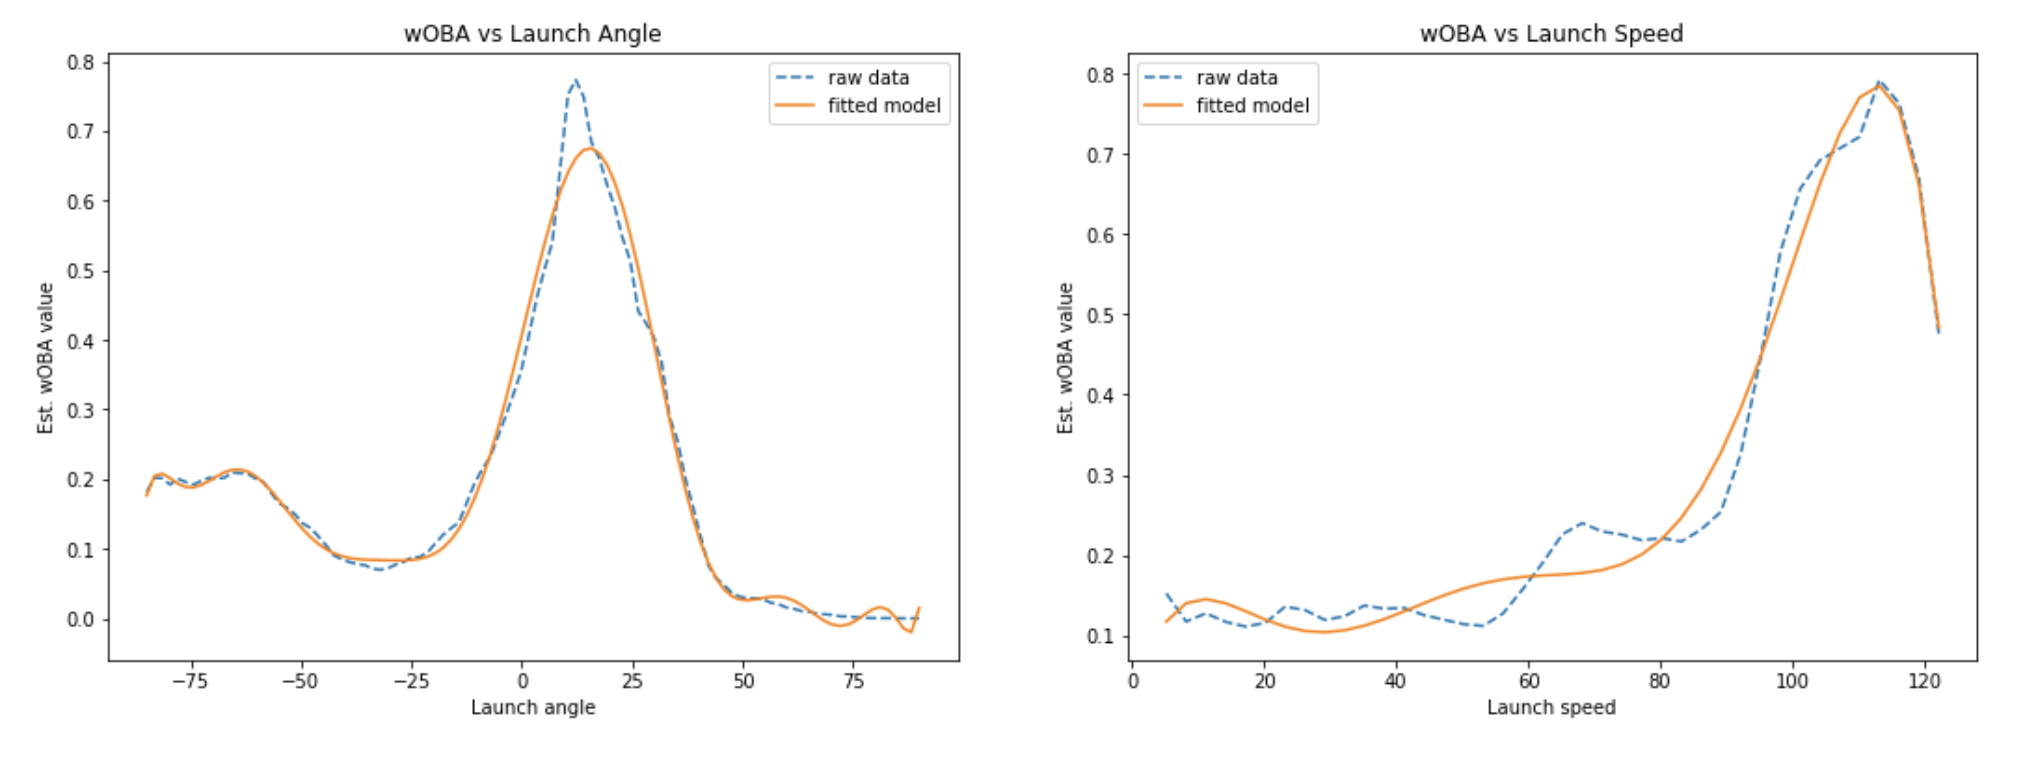 wOBA vs Launch Angle
raw data
fitted model
0.8
0.7
0.6
0.5
0.4
0.3
0.2
0.1
0.0
Est. wOBA value
−75 −50 −25 0 25 50 75
Launch angle
wOBA vs Launch Speed
raw data
fitted model
0.8
0.7
0.6
0.5
0.4
0.3
0.2
0.1
Est. wOBA value
0 20 40 60 80 100 120
Launch speed